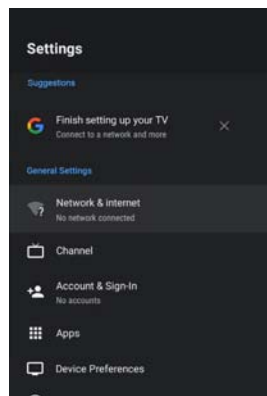 Settings
Suggestions
Finish setting up your TV
Connect to a network and more
General Settings
Network & internet
No network connected
Channel
Account & Sign-In
No accounts
Apps
Device Preferences